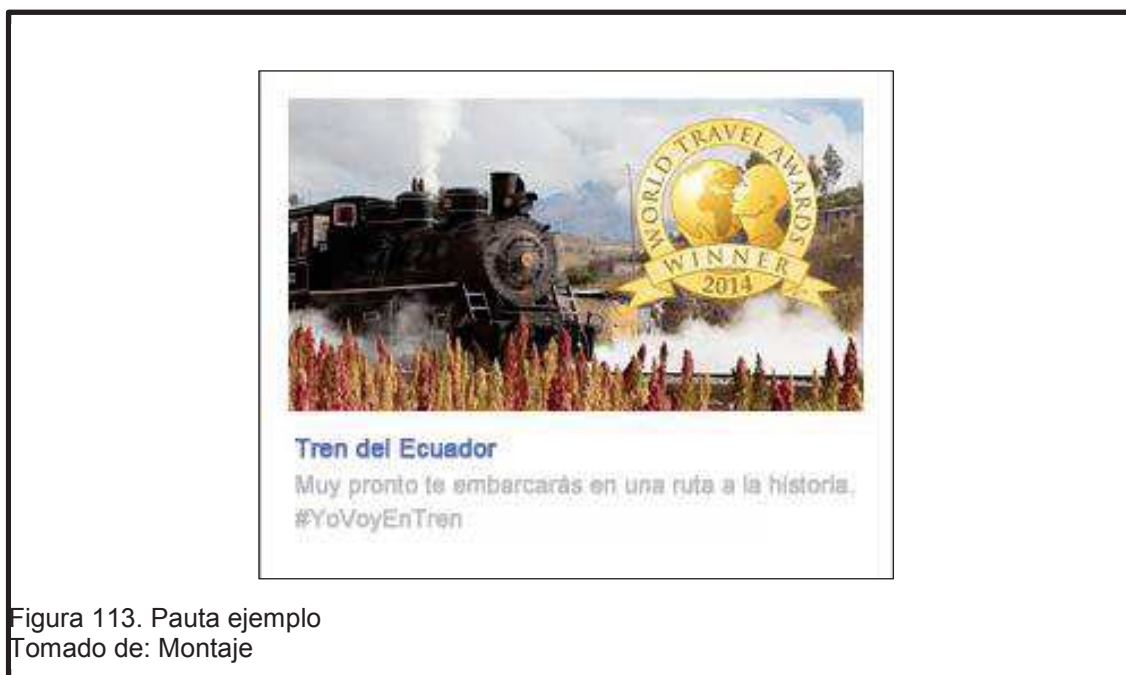 WORLD TRAVEL AWARDS
WINNER
2014
Tren del Ecuador
Muy pronto te embarcarás en una ruta a la historia.
#YoVoyEnTren
Figura 113. Pauta ejemplo
Tomado de: Montaje